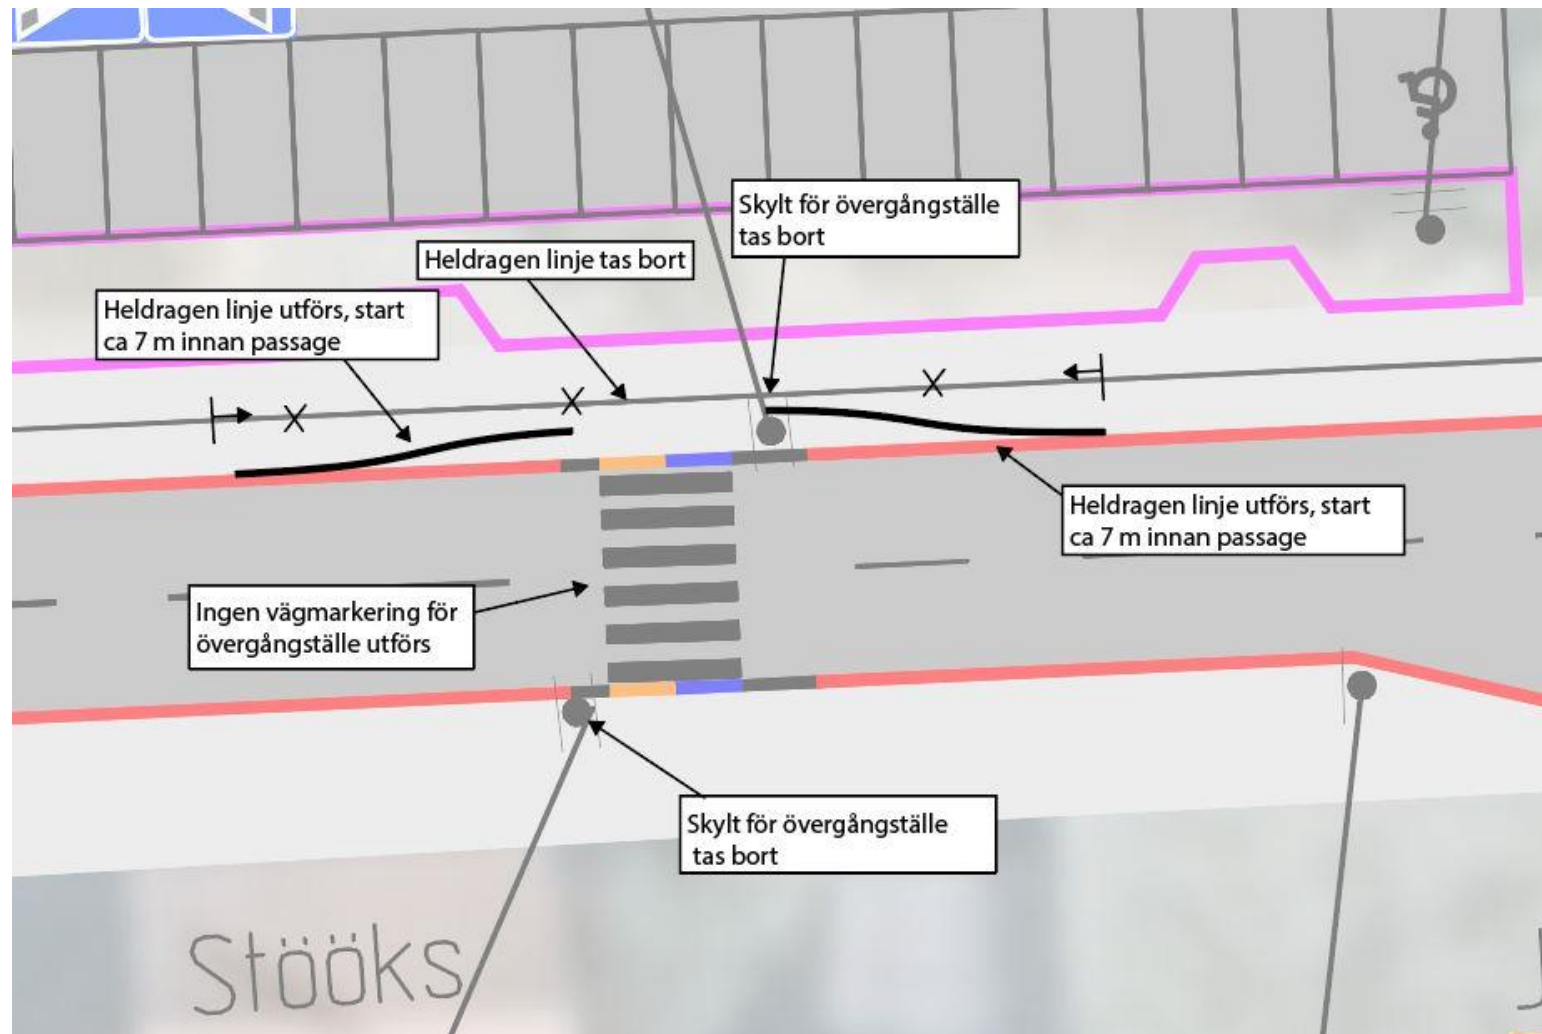 Skylt för övergångställe
tas bort
Heldragen linje tas bort
Heldragen linje utförs, start
ca 7 m innan passage
Heldragen linje utförs, start
ca 7 m innan passage
Ingen vägmarkering för
övergångställe utförs
Skylt för övergångställe
tas bort
Stööks